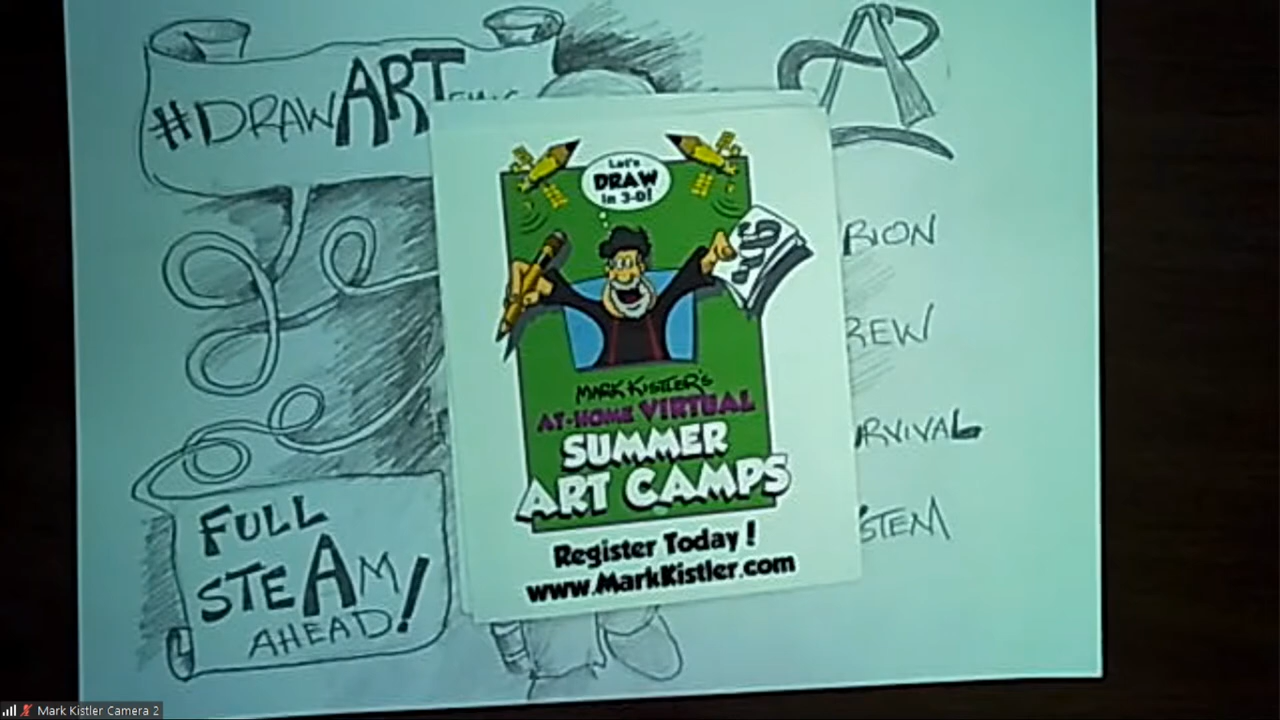 #DRAWART
Let's
DRAW
in 3-D!
MARK KISTLER'S
AT-HOME VIRTUAL
SUMMER
ART CAMPS
Register Today!
www.MarkKistler.com
FULL
STEAM
AHEAD!
RION
REW
RVIVAL
STEM
Mark Kistler Camera 2